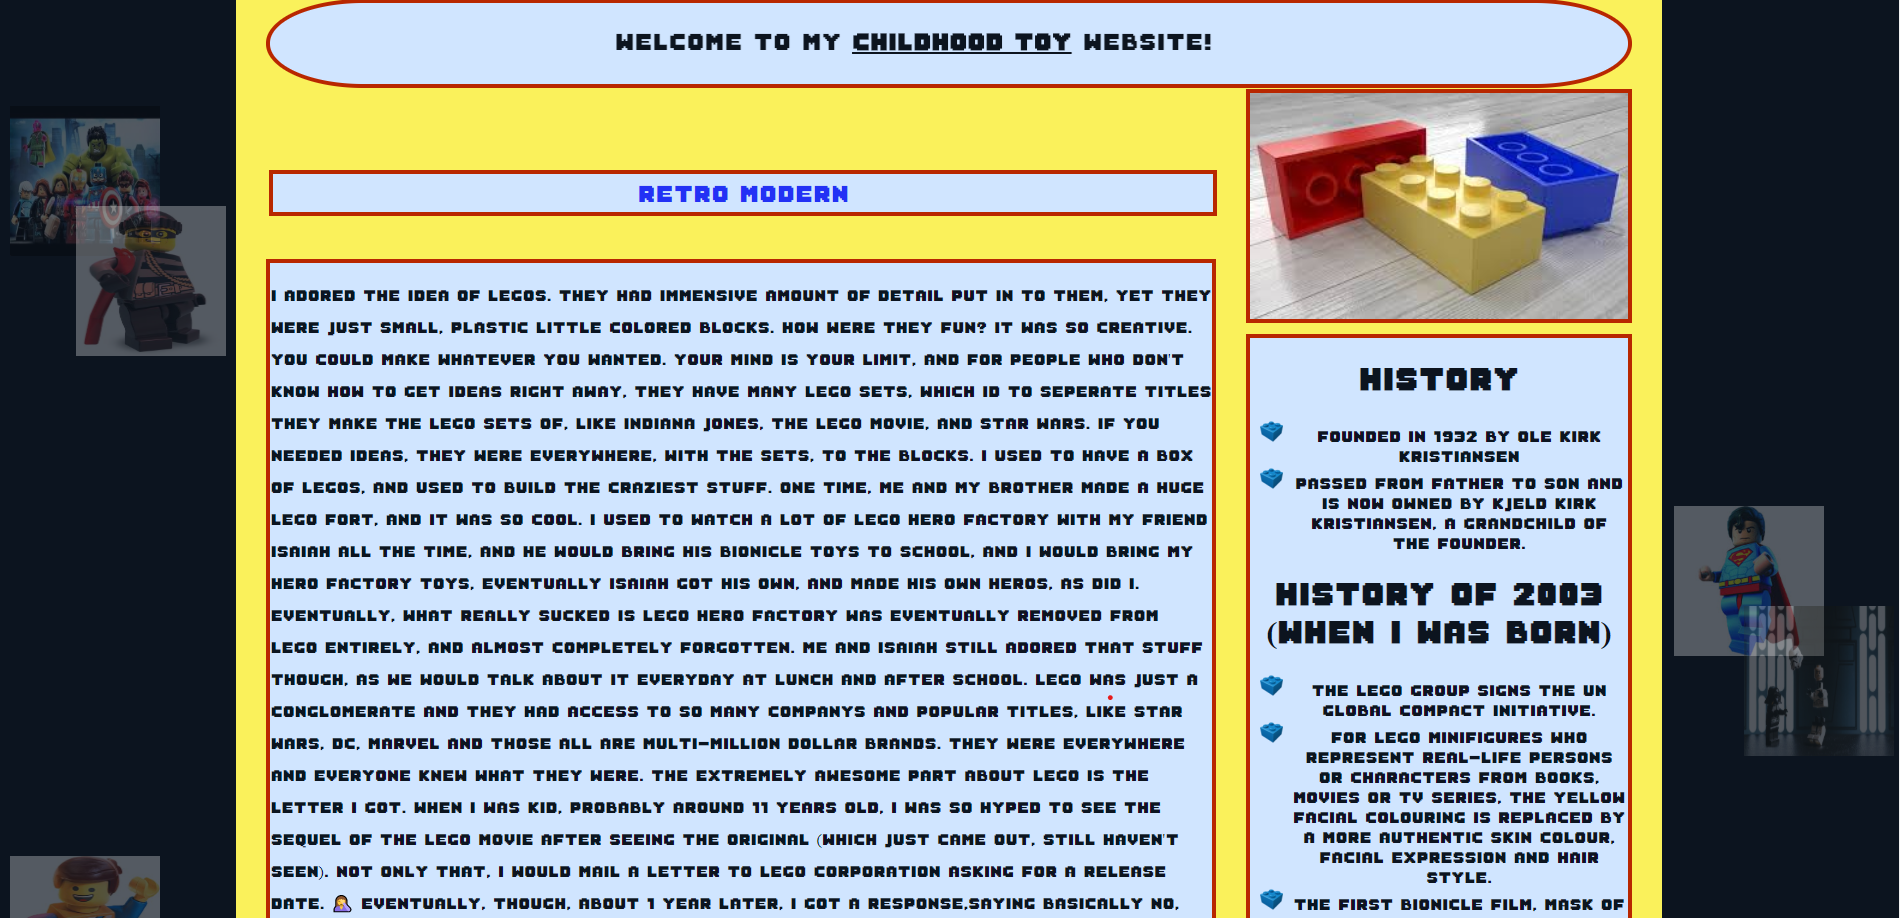 WELCOME TO MY CHILDHOOD TOY WEBSITE!
RETRO MODERN
I ADORED THE IDEA OF LEGOS. THEY HAD IMMENSIVE AMOUNT OF DETAIL PUT IN TO THEM, YET THEY
WERE JUST SMALL, PLASTIC LITTLE COLORED BLOCKS. HOW WERE THEY FUN? IT WAS SO CREATIVE.
YOU COULD MAKE WHATEVER YOU WANTED. YOUR MIND IS YOUR LIMIT, AND FOR PEOPLE WHO DON'T
KNOW HOW TO GET IDEAS RIGHT AWAY, THEY HAVE MANY LEGO SETS, WHICH ID TO SEPERATE TITLES
THEY MAKE THE LEGO SETS OF, LIKE INDIANA JONES, THE LEGO MOVIE, AND STAR WARS. IF YOU
NEEDED IDEAS, THEY WERE EVERYWHERE, WITH THE SETS, TO THE BLOCKS. I USED TO HAVE A BOX
OF LEGOS, AND USED TO BUILD THE CRAZIEST STUFF. ONE TIME, ME AND MY BROTHER MADE A HUGE
LEGO FORT, AND IT WAS SO COOL. I USED TO WATCH A LOT OF LEGO HERO FACTORY WITH MY FRIEND
ISAIAH ALL THE TIME, AND HE WOULD BRING HIS BIONICLE TOYS TO SCHOOL, AND I WOULD BRING MY
HERO FACTORY TOYS, EVENTUALLY ISAIAH GOT HIS OWN, AND MADE HIS OWN HEROS, AS DID I.
EVENTUALLY, WHAT REALLY SUCKED IS LEGO HERO FACTORY WAS EVENTUALLY REMOVED FROM
LEGO ENTIRELY, AND ALMOST COMPLETELY FORGOTTEN. ME AND ISAIAH STILL ADORED THAT STUFF
THOUGH, AS WE WOULD TALK ABOUT IT EVERYDAY AT LUNCH AND AFTER SCHOOL. LEGO WAS JUST A
CONGLOMERATE AND THEY HAD ACCESS TO SO MANY COMPANYS AND POPULAR TITLES, LIKE STAR
WARS, DC, MARVEL AND THOSE ALL ARE MULTI-MILLION DOLLAR BRANDS. THEY WERE EVERYWHERE
AND EVERYONE KNEW WHAT THEY WERE. THE EXTREMELY AWESOME PART ABOUT LEGO IS THE
LETTER I GOT. WHEN I WAS KID, PROBABLY AROUND 11 YEARS OLD, I WAS SO HYPED TO SEE THE
SEQUEL OF THE LEGO MOVIE AFTER SEEING THE ORIGINAL (WHICH JUST CAME OUT, STILL HAVEN'T
SEEN). NOT ONLY THAT, I WOULD MAIL A LETTER TO LEGO CORPORATION ASKING FOR A RELEASE
DATE. 🤦‍♀️ EVENTUALLY, THOUGH, ABOUT 1 YEAR LATER, I GOT A RESPONSE,SAYING BASICALLY NO,
HISTORY
FOUNDED IN 1932 BY OLE KIRK
KRISTIANSEN
PASSED FROM FATHER TO SON AND
IS NOW OWNED BY KJELD KIRK
KRISTIANSEN, A GRANDCHILD OF
THE FOUNDER.
HISTORY OF 2003
(WHEN I WAS BORN)
THE LEGO GROUP SIGNS THE UN
GLOBAL COMPACT INITIATIVE.
FOR LEGO MINIFIGURES WHO
REPRESENT REAL-LIFE PERSONS
OR CHARACTERS FROM BOOKS,
MOVIES OR TV SERIES, THE YELLOW
FACIAL COLOURING IS REPLACED BY
A MORE AUTHENTIC SKIN COLOUR,
FACIAL EXPRESSION AND HAIR
STYLE.
THE FIRST BIONICLE FILM, MASK OF